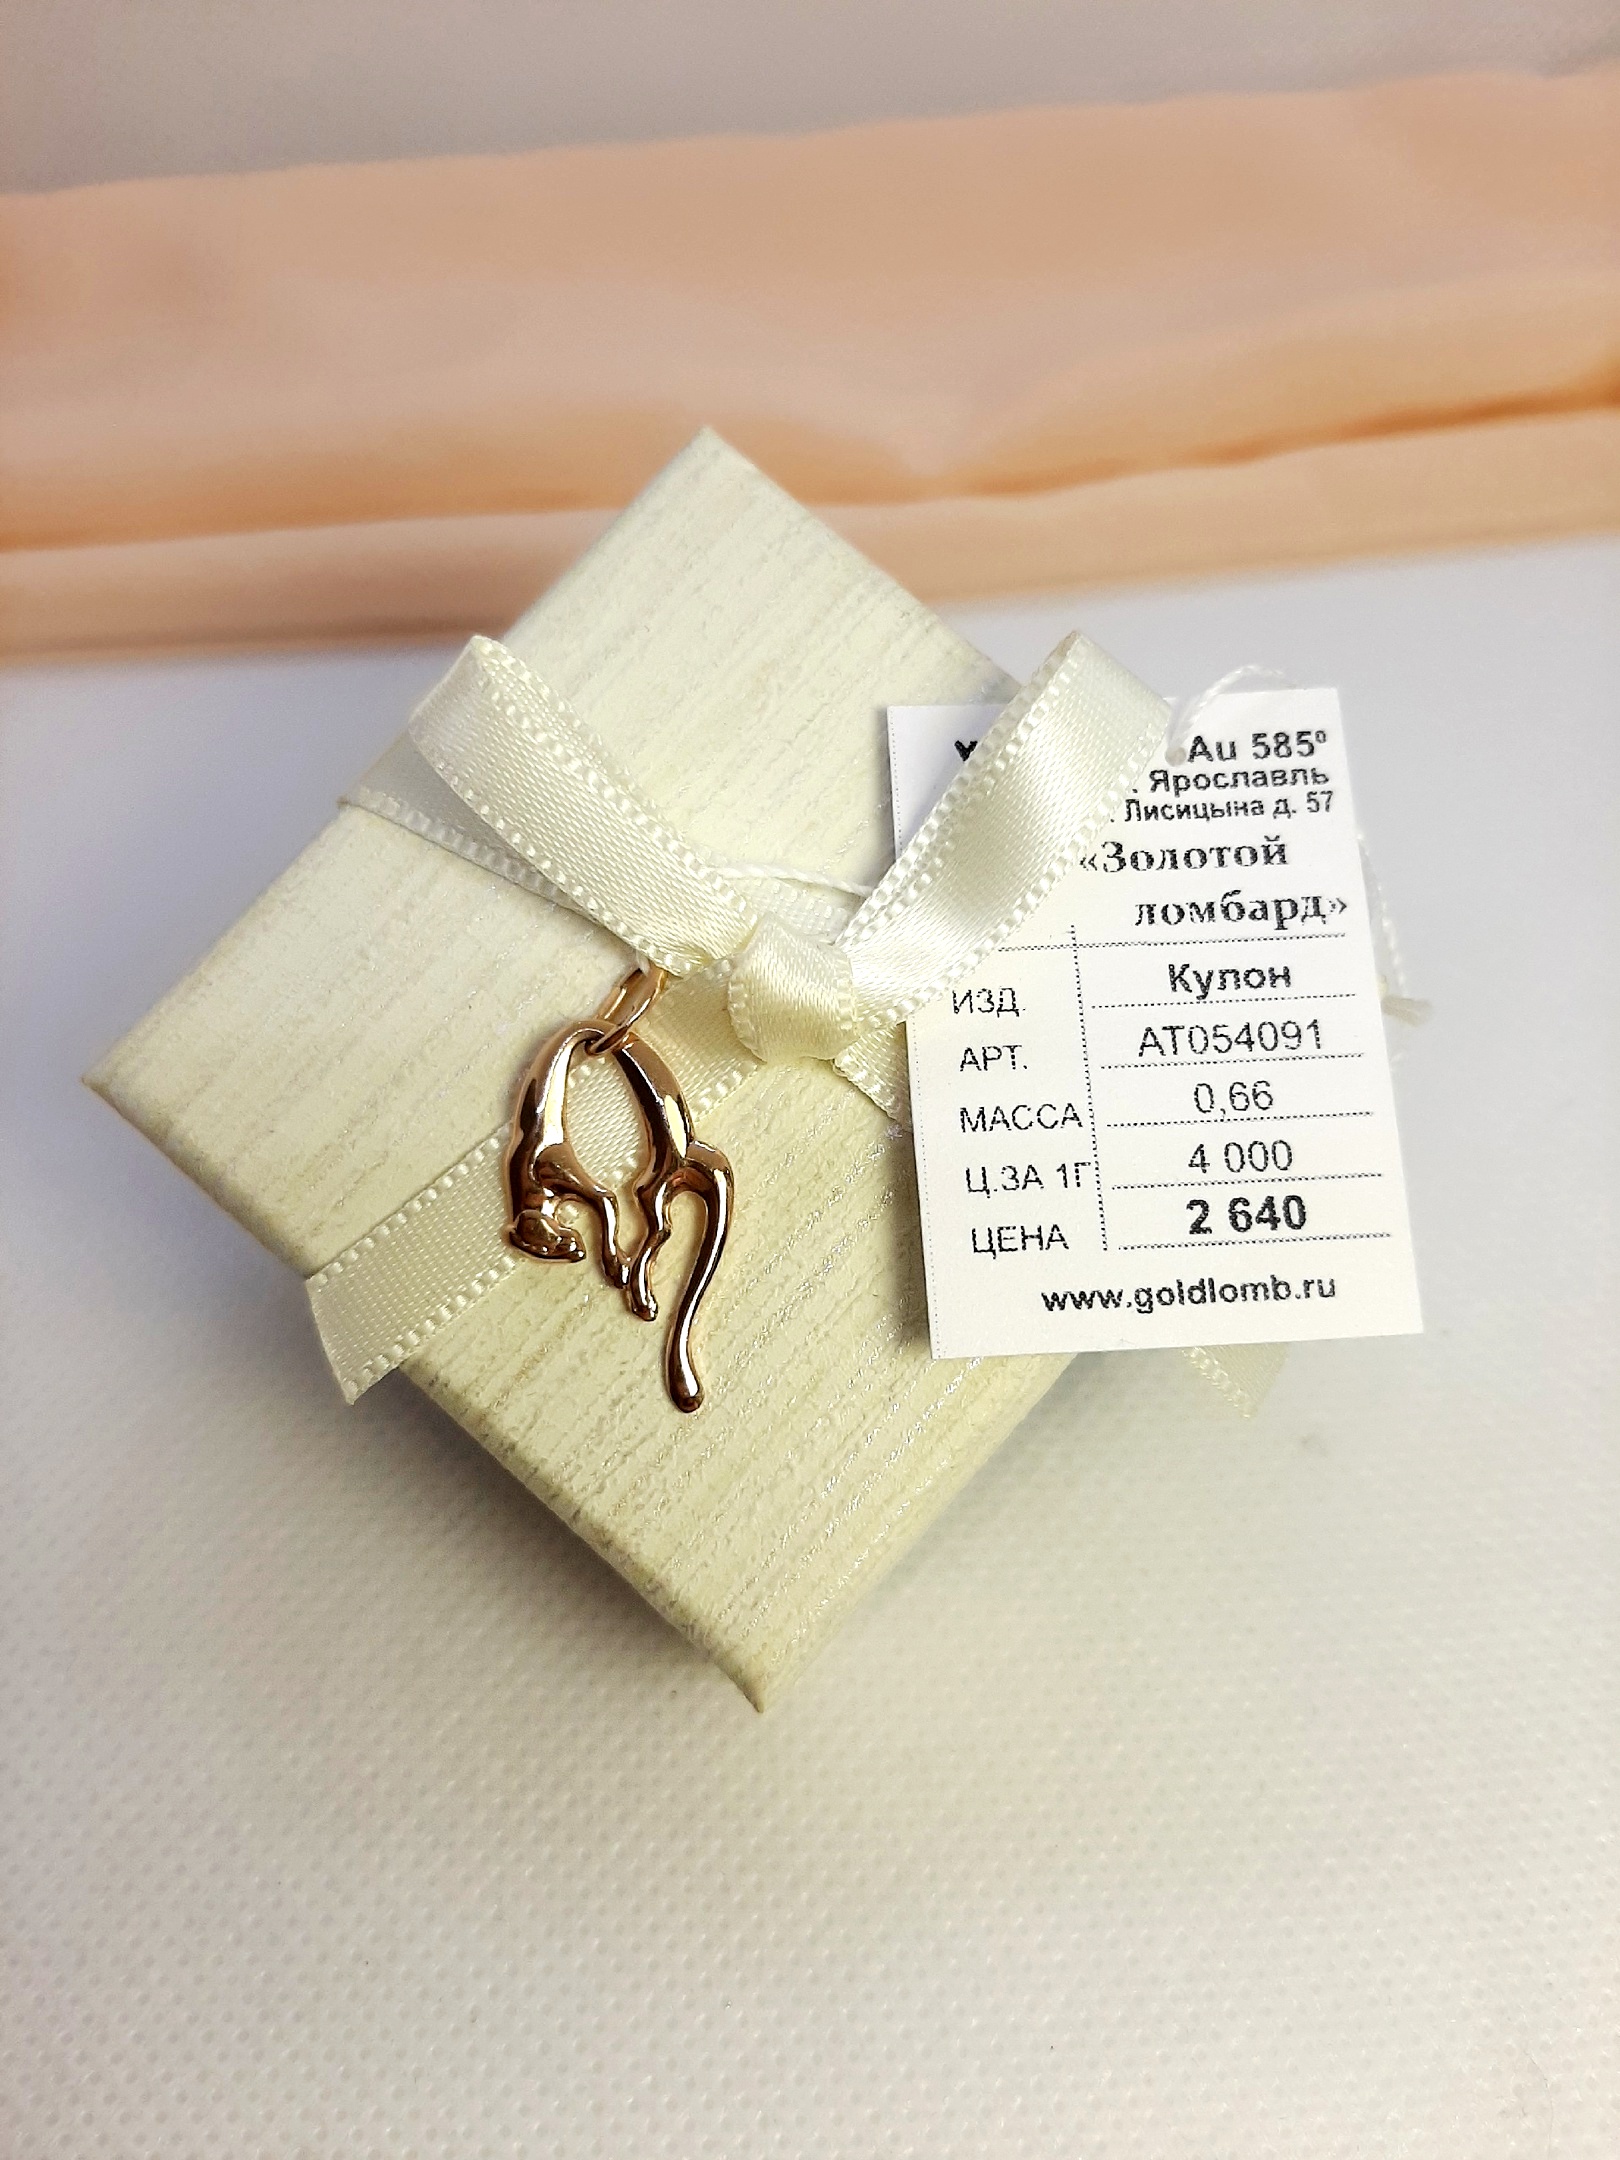 Au 585⁰
Ярославль
Лисицына д. 57
«Золотой
ломбард»
ИЗД. Кулон
АРТ. АТ054091
МАССА 0,66
Ц.ЗА 1Г 4 000
ЦЕНА 2 640
www.goldlomb.ru